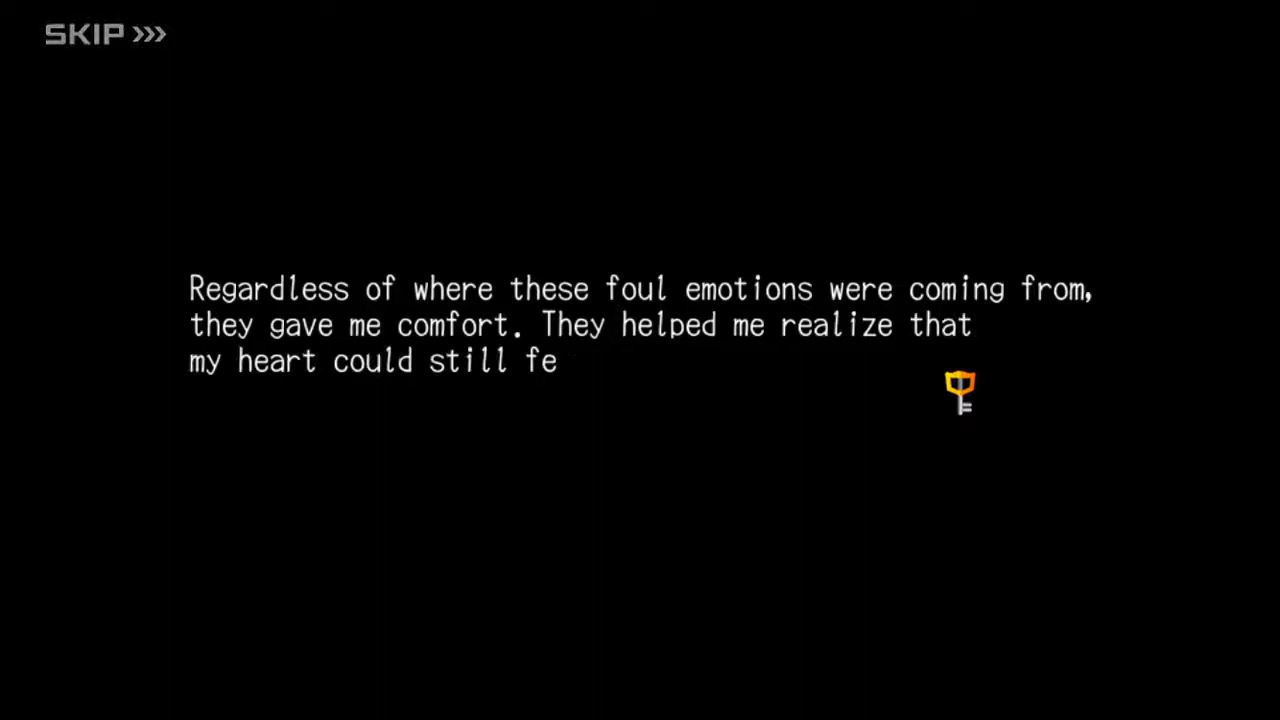 SKIP >>>
Regardless of where these foul emotions were coming from,
they gave me comfort. They helped me realize that
my heart could still fe